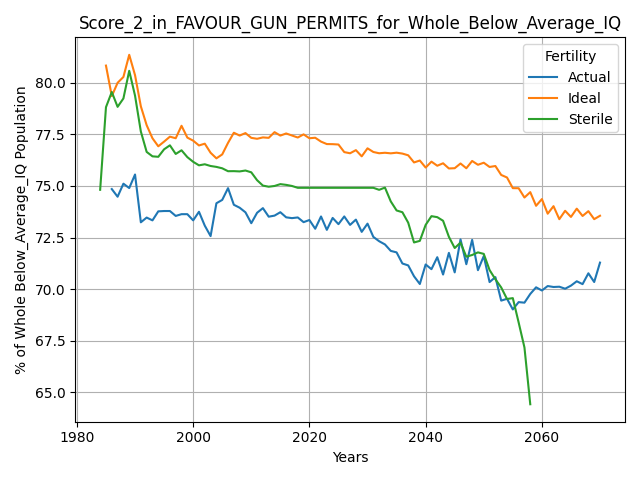 Score_2_in_FAVOUR_GUN_PERMITS_for_Whole_Below_Average_IQ
Fertility
Actual
Ideal
Sterile
% of Whole Below_Average_IQ Population
80.0
77.5
75.0
72.5
70.0
67.5
65.0
1980
2000
2020
2040
2060
Years